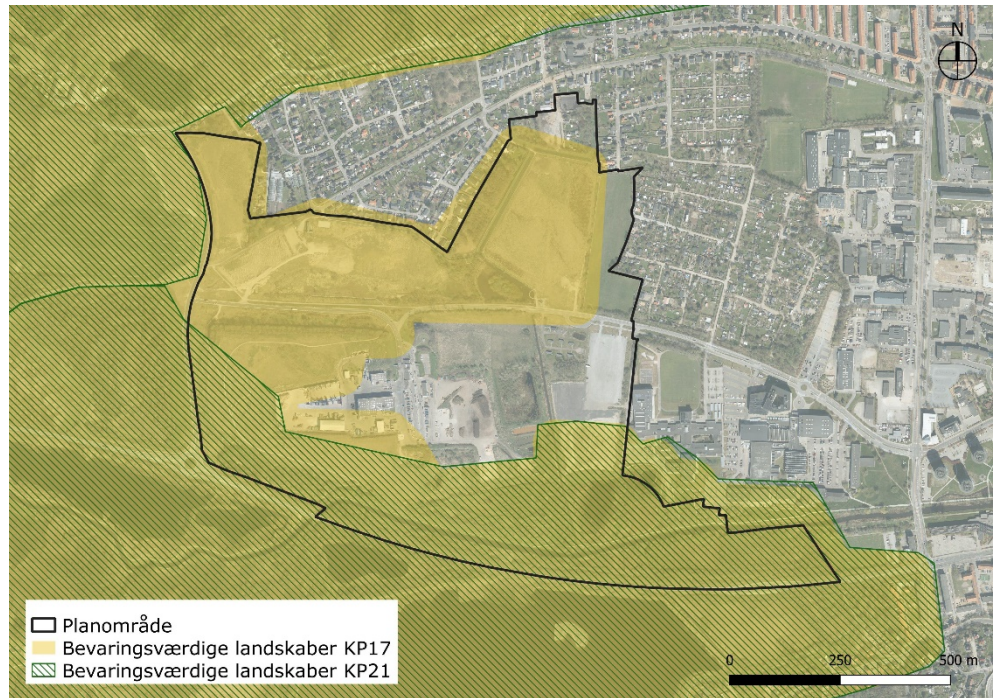 N
Planområde
Bevaringsværdige landskaber KP17
Bevaringsværdige landskaber KP21
0 250 500 m